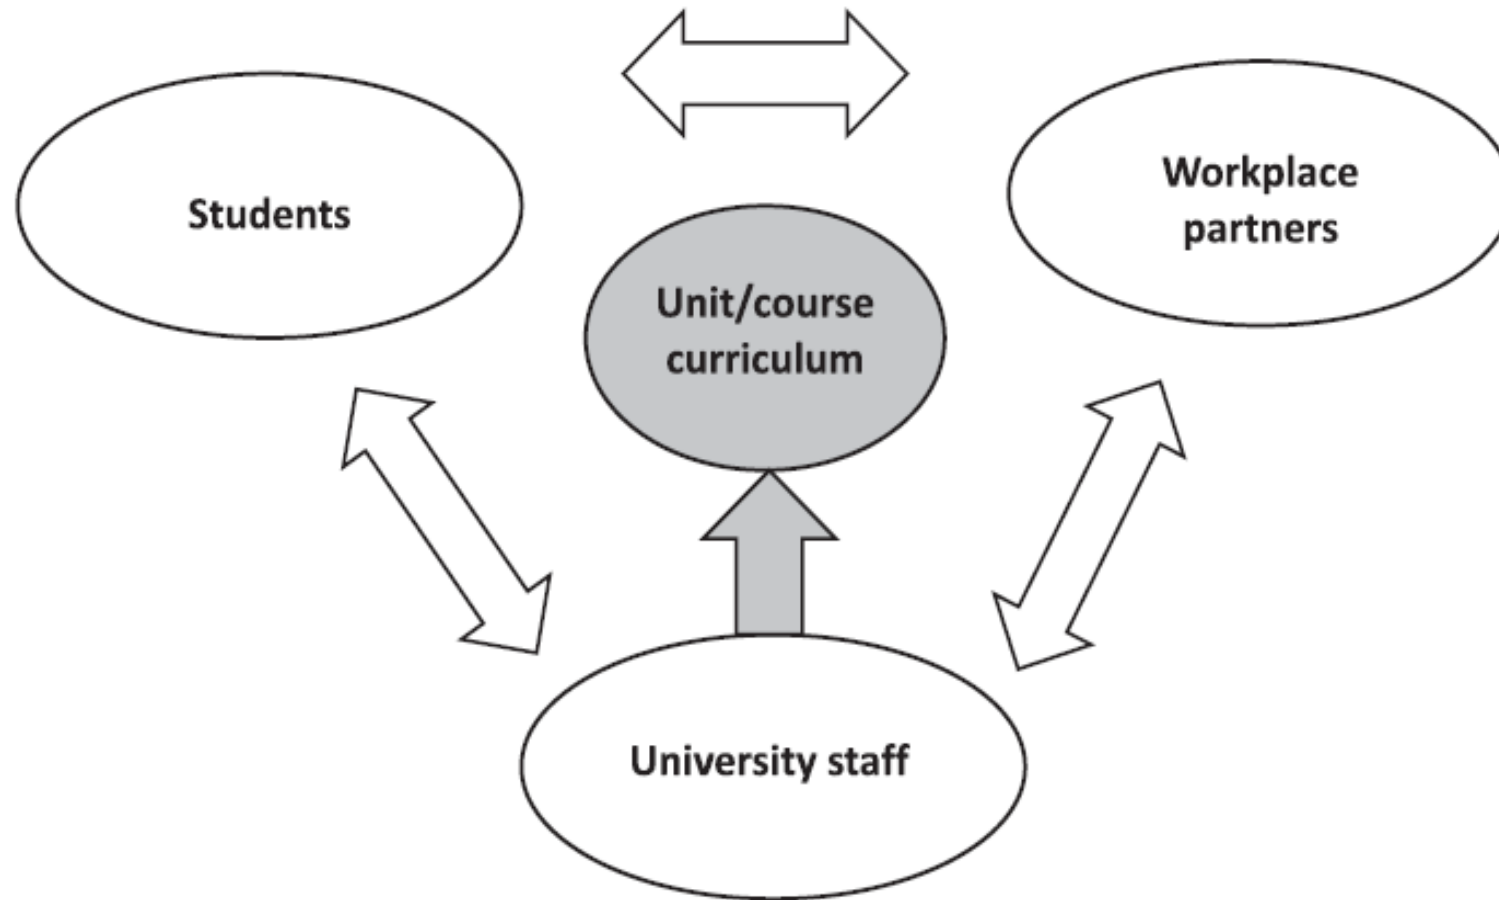 Students
Workplace
partners
Unit/course
curriculum
University staff